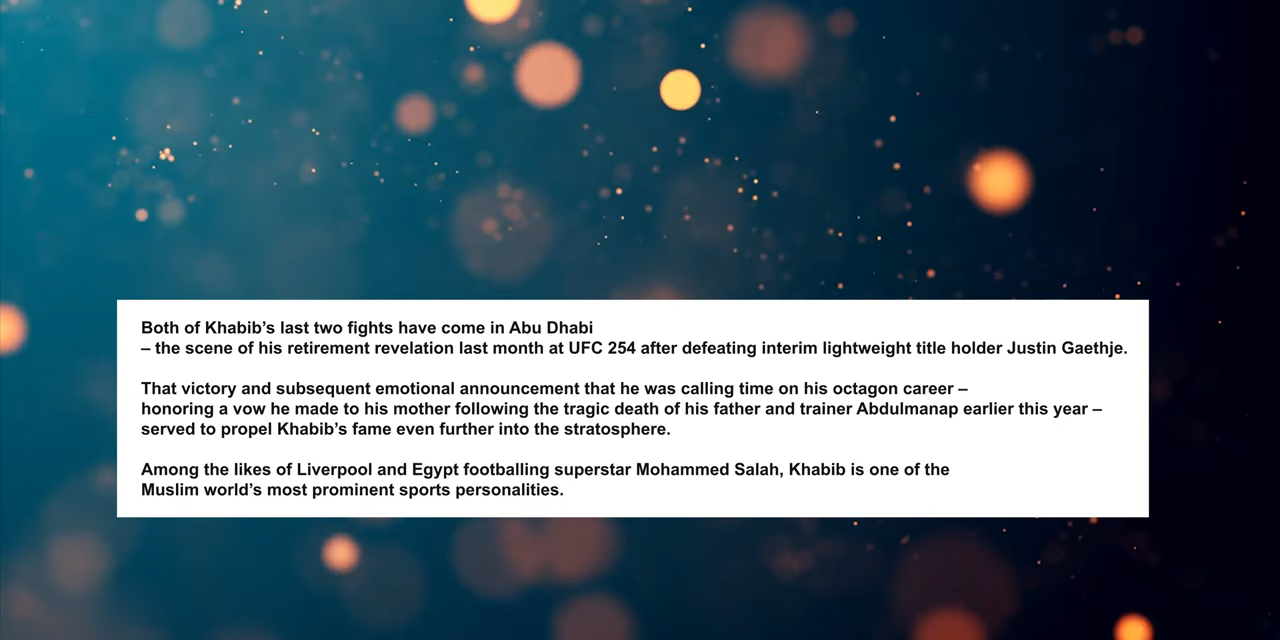 Both of Khabib’s last two fights have come in Abu Dhabi
– the scene of his retirement revelation last month at UFC 254 after defeating interim lightweight title holder Justin Gaethje.
That victory and subsequent emotional announcement that he was calling time on his octagon career –
honoring a vow he made to his mother following the tragic death of his father and trainer Abdulmanap earlier this year –
served to propel Khabib’s fame even further into the stratosphere.
Among the likes of Liverpool and Egypt footballing superstar Mohammed Salah, Khabib is one of the
Muslim world’s most prominent sports personalities.